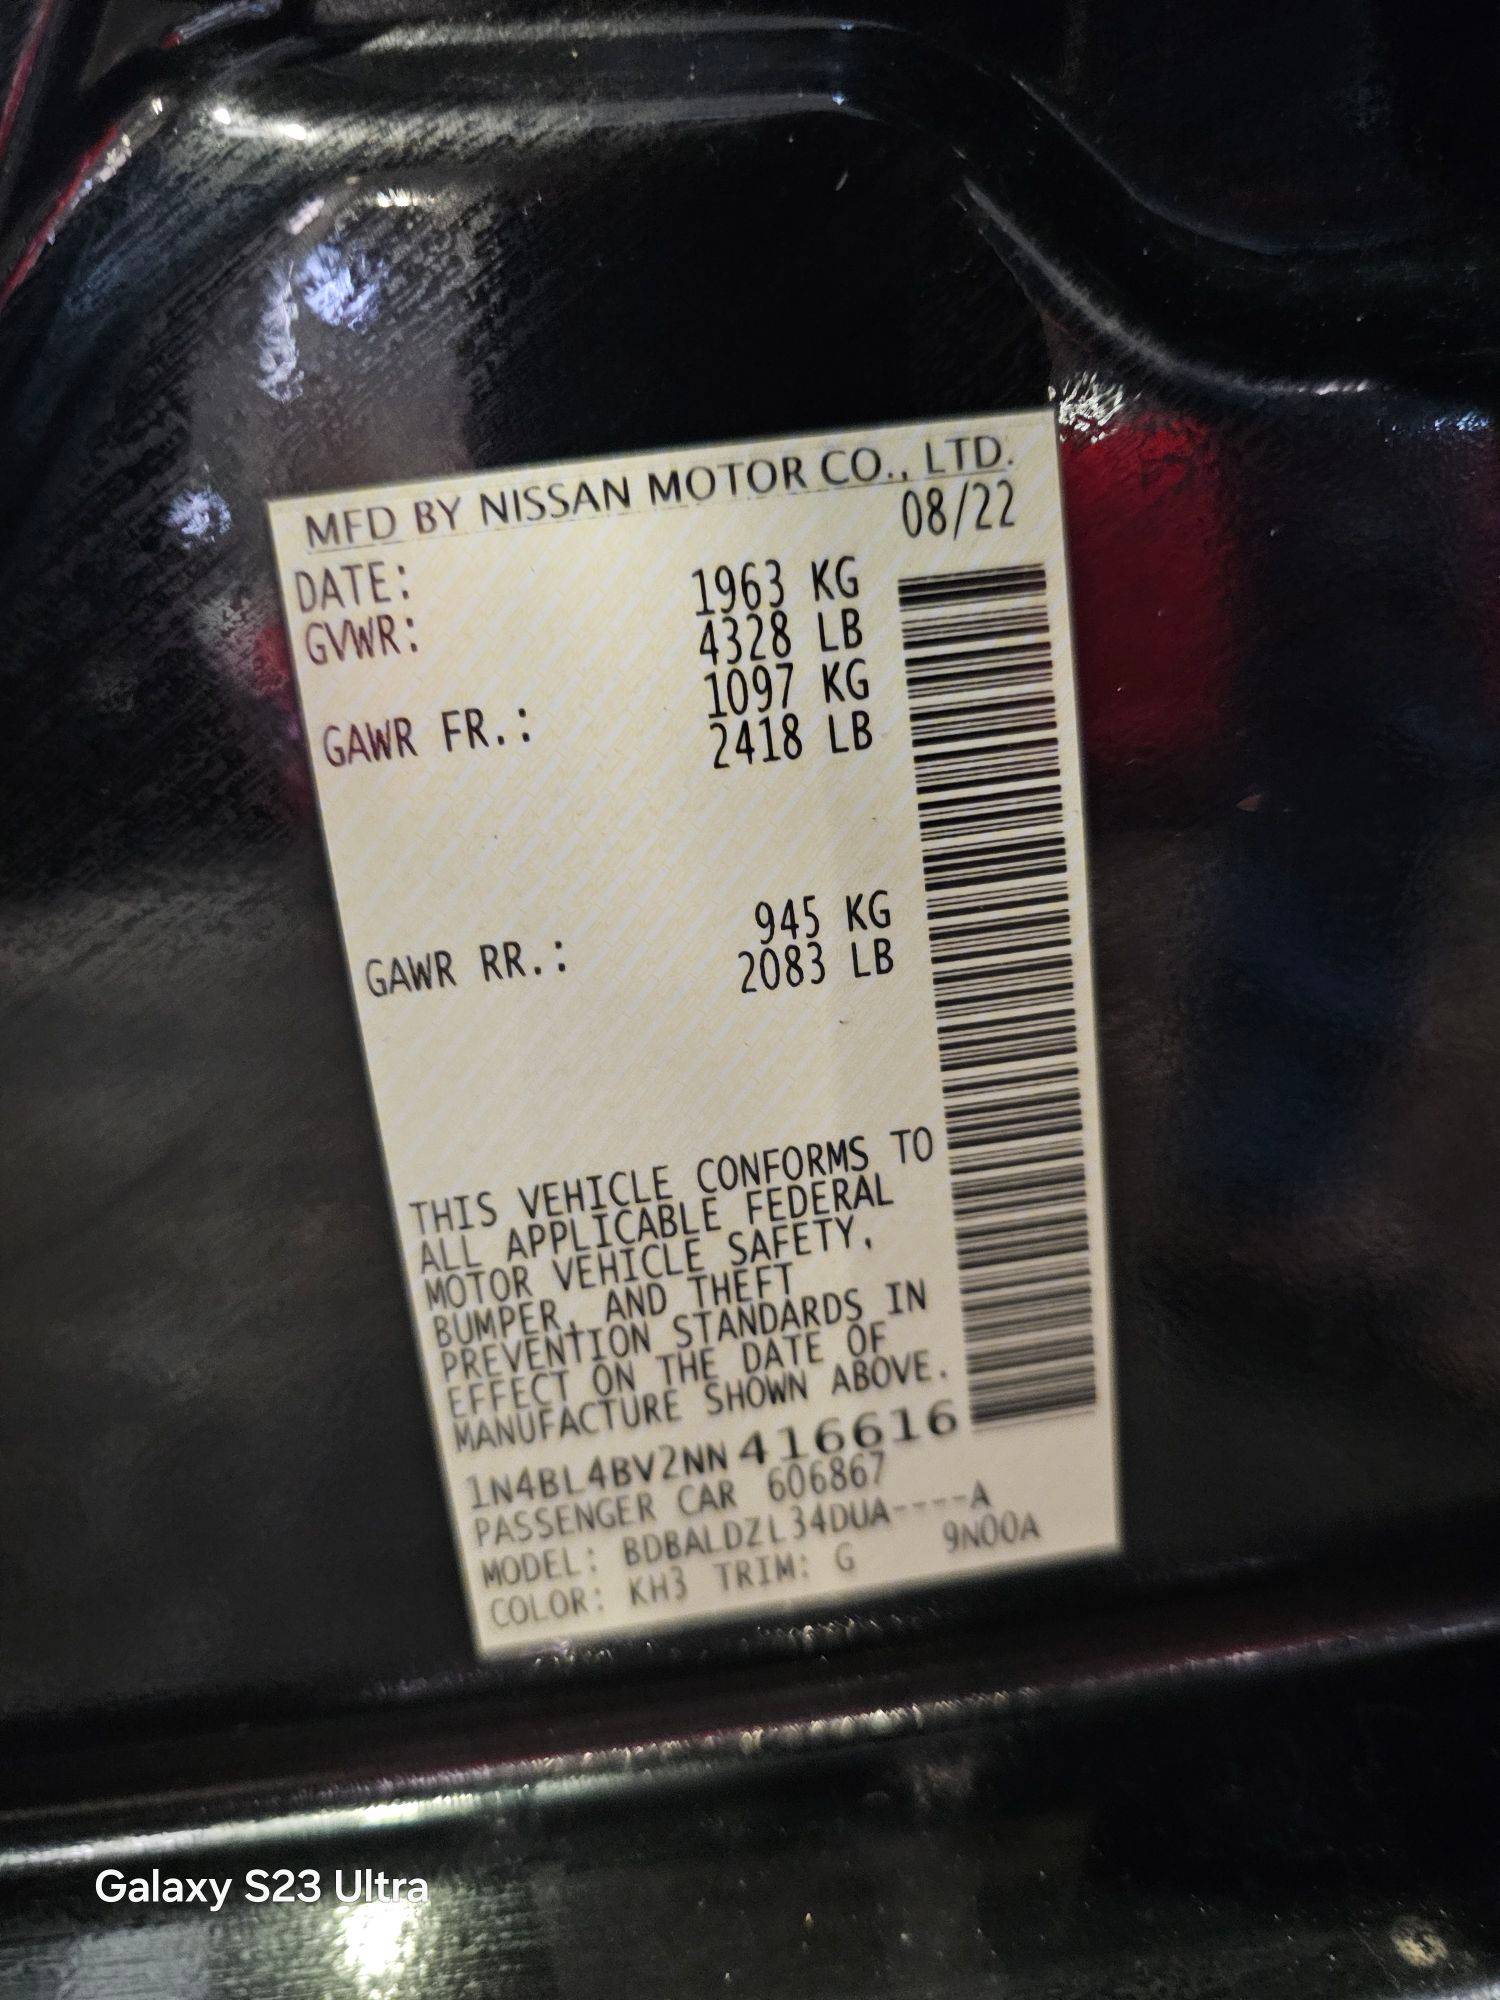 MFD BY NISSAN MOTOR CO., LTD.
DATE: 08/22
GVWR: 1963 KG
4328 LB
GAWR FR.: 1097 KG
2418 LB
GAWR RR.: 945 KG
2083 LB
THIS VEHICLE CONFORMS TO
ALL APPLICABLE FEDERAL
MOTOR VEHICLE SAFETY,
BUMPER, AND THEFT
PREVENTION STANDARDS IN
EFFECT ON THE DATE OF
MANUFACTURE SHOWN ABOVE.
1N4BL4BV2NN416616
PASSENGER CAR 606867
MODEL: BDBALDZL34DUA----A
COLOR: KH3 TRIM: G 9N00A
Galaxy S23 Ultra